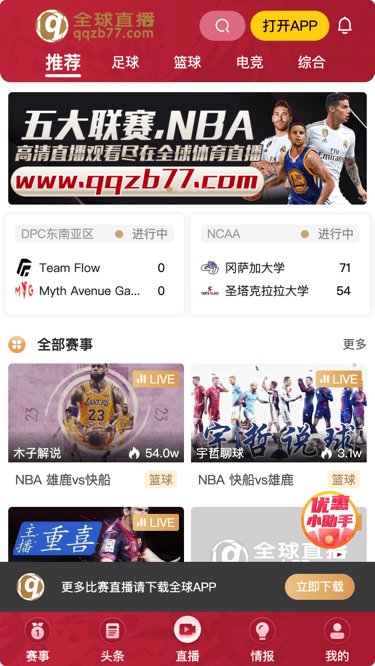 全球直播
qqzb77.com
打开APP
推荐
足球
篮球
电竞
综合
五大联赛.NBA
高清直播观看尽在全球体育直播
www.qqzb77.com
DPC东南亚区
进行中
Team Flow
0
Myth Avenue Ga...
0
NCAA
进行中
冈萨加大学
71
圣塔克拉拉大学
54
全部赛事
更多
LIVE
23
23
LAKERS
23
木子解说
54.0w
NBA 雄鹿vs快船
篮球
LIVE
宇哲说球
宇哲聊球
3.1w
NBA 快船vs雄鹿
篮球
LIVE
主播
重喜
LIVE
全球直播
优惠
小助手
更多比赛直播请下载全球APP
立即下载
赛事
头条
直播
情报
我的